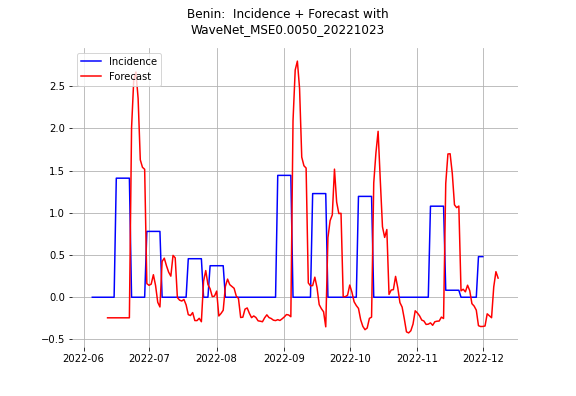 Benin:  Incidence + Forecast with
WaveNet_MSE0.0050_20221023
Incidence
Forecast
2.5
2.0
1.5
1.0
0.5
0.0
−0.5
2022-06 2022-07 2022-08 2022-09 2022-10 2022-11 2022-12